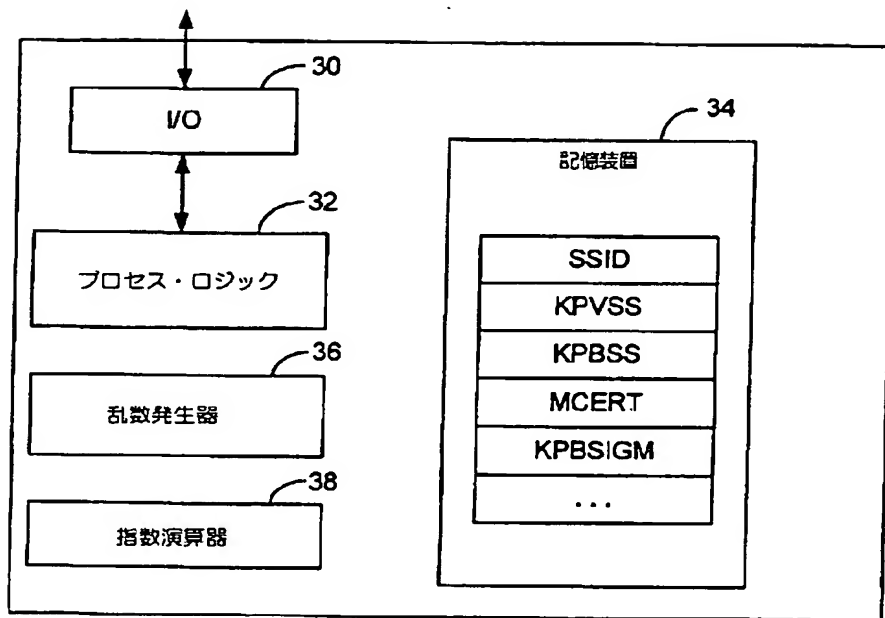 30
I/O
32
プロセス・ロジック
36
乱数発生器
38
指数演算器
34
記憶装置
SSID
KPVSS
KPBSS
MCERT
KPBSIGM
...